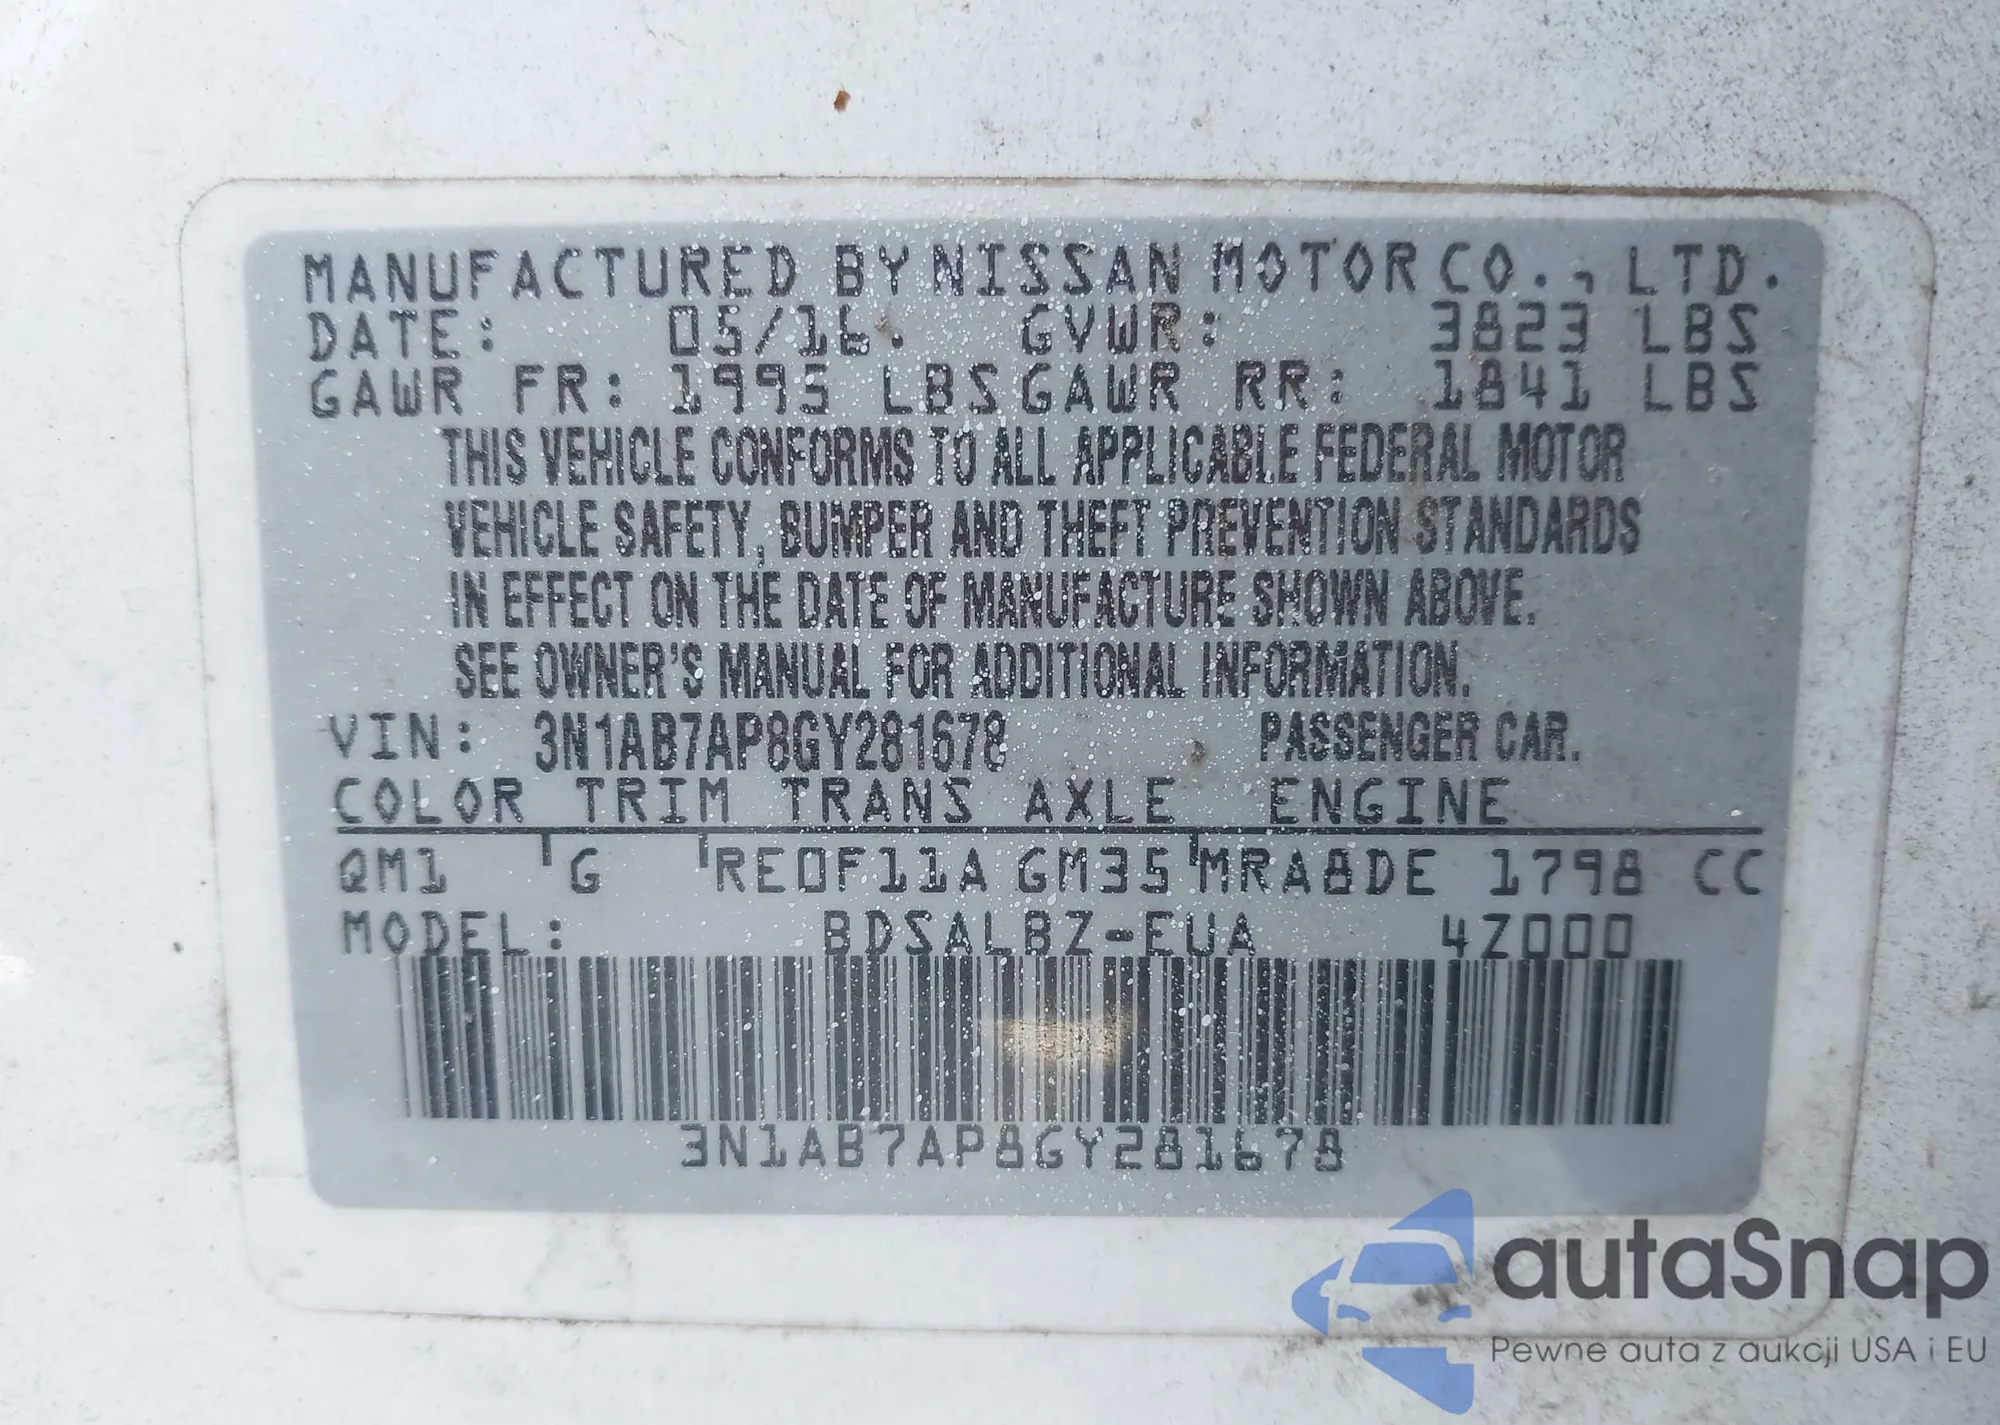 MANUFACTURED BY NISSAN MOTOR CO., LTD.
DATE: 05/16. GVWR: 3823 LBS
GAWR FR: 1995 LBS GAWR RR: 1841 LBS
THIS VEHICLE CONFORMS TO ALL APPLICABLE FEDERAL MOTOR
VEHICLE SAFETY, BUMPER AND THEFT PREVENTION STANDARDS
IN EFFECT ON THE DATE OF MANUFACTURE SHOWN ABOVE.
SEE OWNER'S MANUAL FOR ADDITIONAL INFORMATION.
VIN: 3N1AB7AP8GY281678 PASSENGER CAR.
COLOR TRIM TRANS AXLE ENGINE
QM1 G RE0F11A GM35 MRA8DE 1798 CC
MODEL: BDSALBZ-EUA 4Z000
3N1AB7AP8GY281678
autaSnap
Pewne auta z aukcji USA i EU